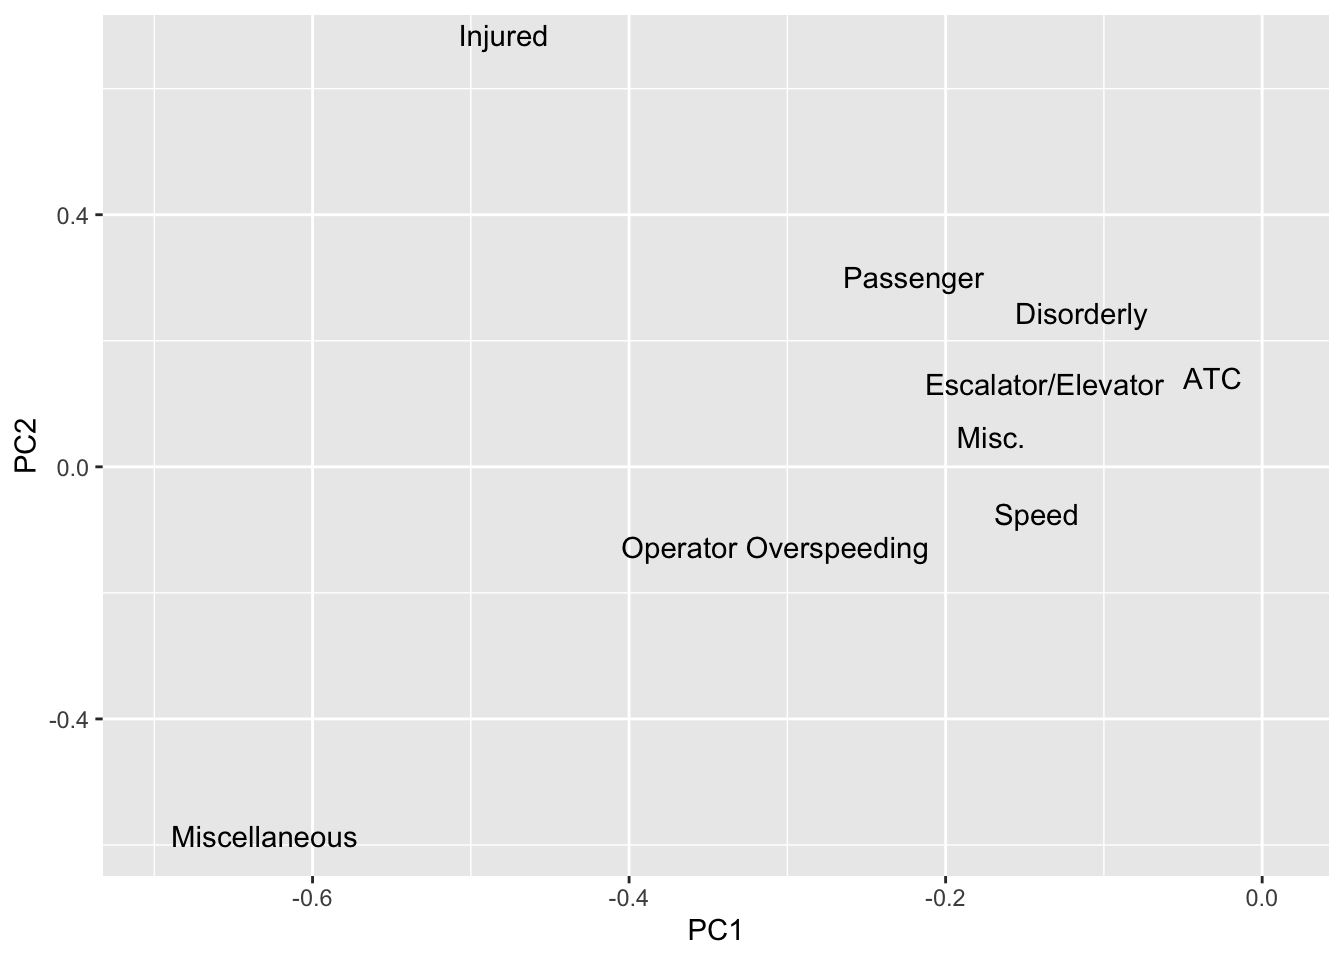 Injured
0.4
Passenger
Disorderly
ATC
Escalator/Elevator
Misc.
PC2
0.0
Speed
Operator Overspeeding
-0.4
Miscellaneous
-0.6
-0.4
-0.2
0.0
PC1